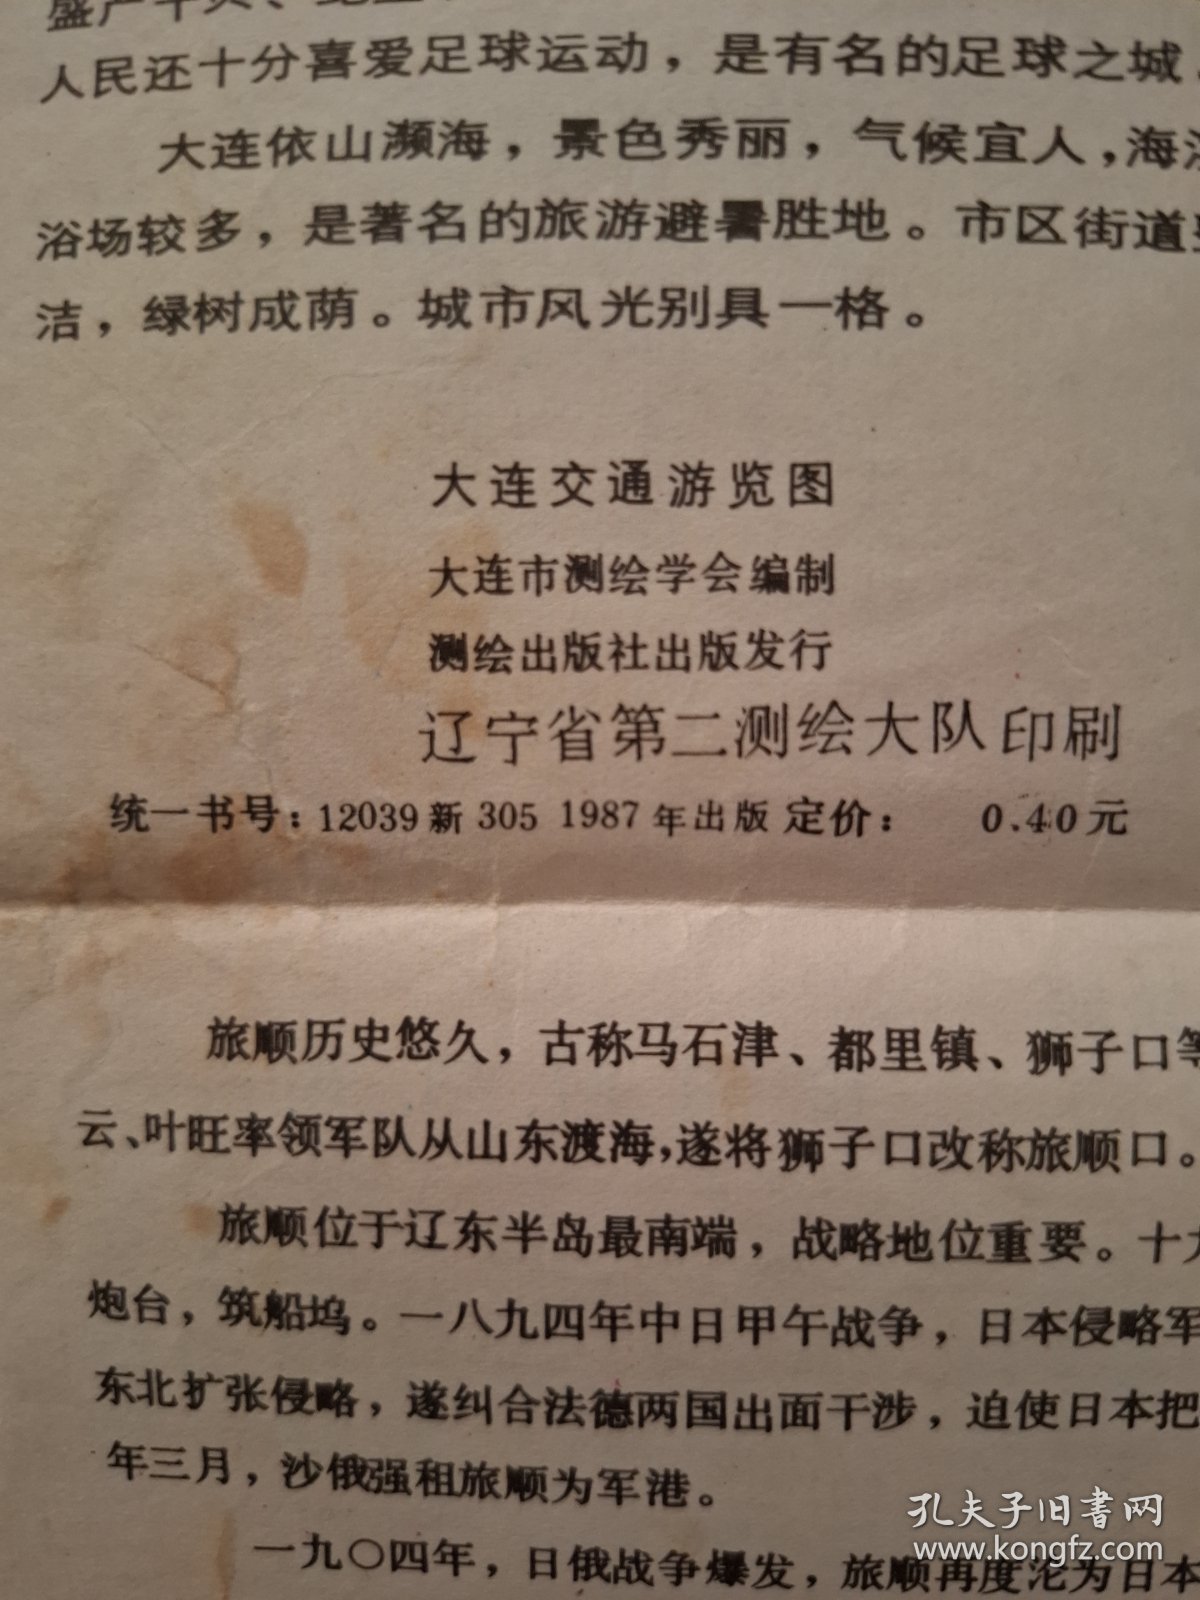 人民还十分喜爱足球运动，是有名的足球之城
大连依山濒海，景色秀丽，气候宜人，海
浴场较多，是著名的旅游避暑胜地。市区街道
洁，绿树成荫。城市风光别具一格。
大连交通游览图
大连市测绘学会编制
测绘出版社出版发行
辽宁省第二测绘大队印刷
统一书号：12039新 305 1987年出版 定价： 0.40元
旅顺历史悠久，古称马石津、都里镇、狮子口等
云、叶旺率领军队从山东渡海，遂将狮子口改称旅顺口。
旅顺位于辽东半岛最南端，战略地位重要。十
炮台，筑船坞。一八九四年中日甲午战争，日本侵略军
东北扩张侵略，遂纠合法德两国出面干涉，迫使日本把
年三月，沙俄强租旅顺为军港。
一九〇四年，日俄战争爆发，旅顺再度沦为日本
孔夫子旧书网
www.kongfz.com